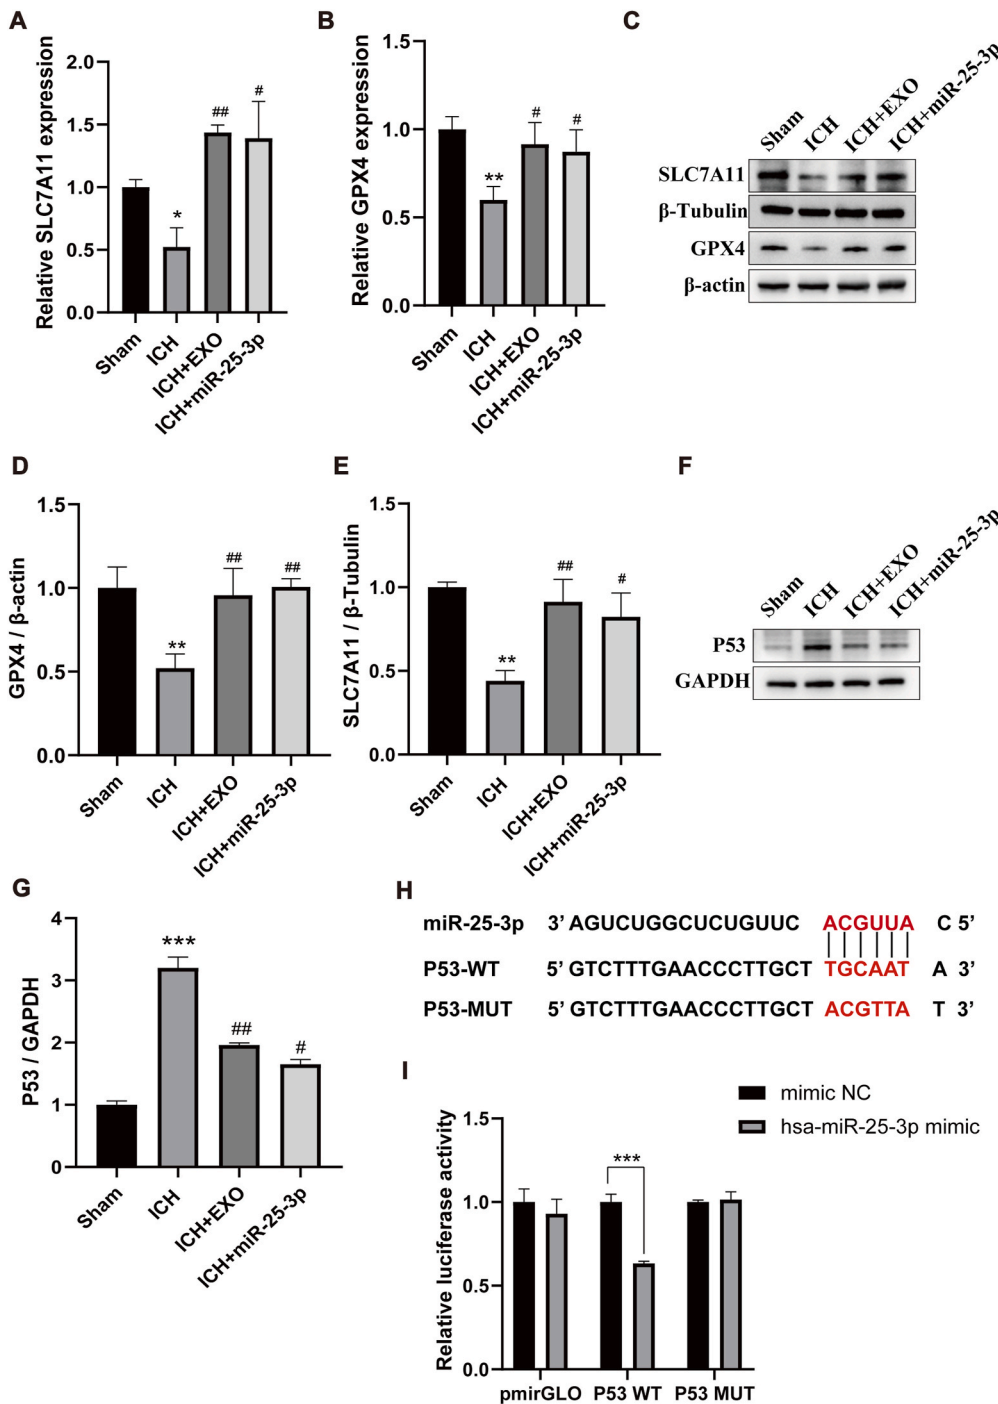 A
Relative SLC7A11 expression
2.0
1.5
1.0
0.5
0.0
*
##
#
Sham
ICH
ICH+EXO
ICH+miR-25-3p
B
Relative GPX4 expression
1.5
1.0
0.5
0.0
**
#
#
Sham
ICH
ICH+EXO
ICH+miR-25-3p
C
Sham
ICH
ICH+EXO
ICH+miR-25-3p
SLC7A11
β-Tubulin
GPX4
β-actin
D
GPX4 / β-actin
1.5
1.0
0.5
0.0
**
##
##
Sham
ICH
ICH+EXO
ICH+miR-25-3p
E
SLC7A11 / β-Tubulin
1.5
1.0
0.5
0.0
**
##
#
Sham
ICH
ICH+EXO
ICH+miR-25-3p
F
Sham
ICH
ICH+EXO
ICH+miR-25-3p
P53
GAPDH
G
P53 / GAPDH
4
3
2
1
0
***
##
#
Sham
ICH
ICH+EXO
ICH+miR-25-3p
H
miR-25-3p 3’ AGUCUGGCUCUGUUC ACGUUA C 5’
P53-WT 5’ GTCTTTGAACCCTTGCT TGCAAT A 3’
P53-MUT 5’ GTCTTTGAACCCTTGCT ACGTTA T 3’
I
mimic NC
hsa-miR-25-3p mimic
Relative luciferase activity
1.5
1.0
0.5
0.0
***
pmirGLO
P53 WT
P53 MUT